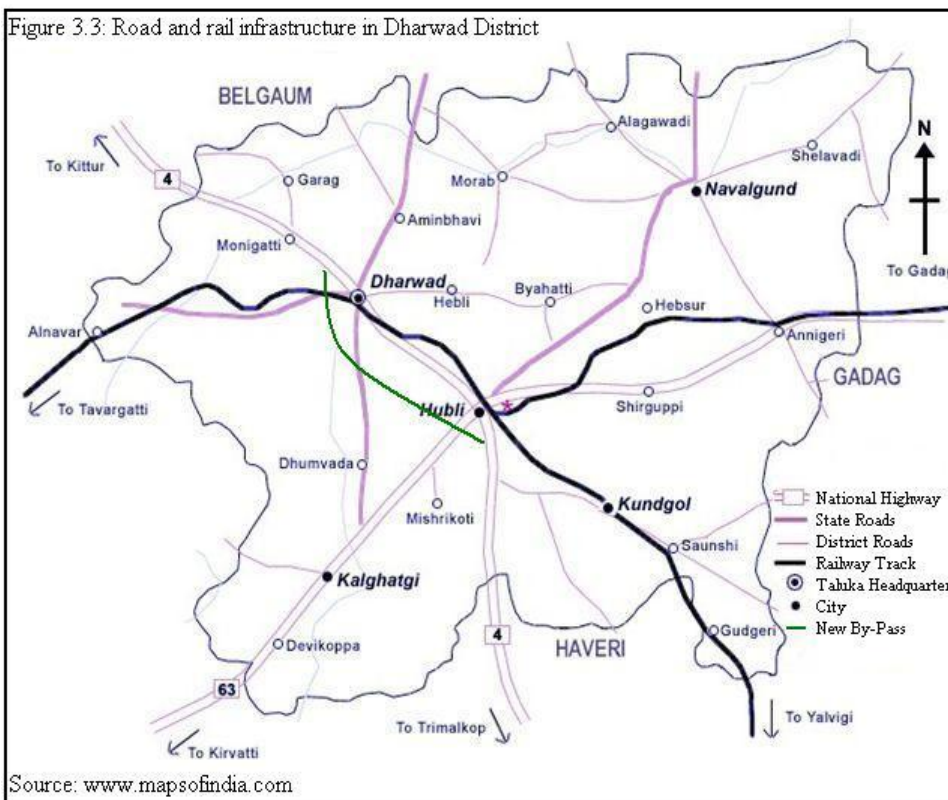 Figure 3.3: Road and rail infrastructure in Dharwad District
BELGAUM
Alagawadi
N
To Kittur
Shelavadi
4
Garag
Morab
Navalgund
Aminbhavi
Monigatti
To Gadag
Dharwad
Hebli
Byahatti
Hebsur
Alnavar
Annigeri
GADAG
To Tavargatti
Hubli
*
Shirguppi
Dhumvada
Mishrikoti
Kundgol
Saunshi
Kalghatgi
Gudgeri
4
HAVERI
Devikoppa
63
To Trimalkop
To Yalvigi
To Kirvatti
National Highway
State Roads
District Roads
Railway Track
Taluka Headquarter
City
New By-Pass
Source: www.mapsofindia.com